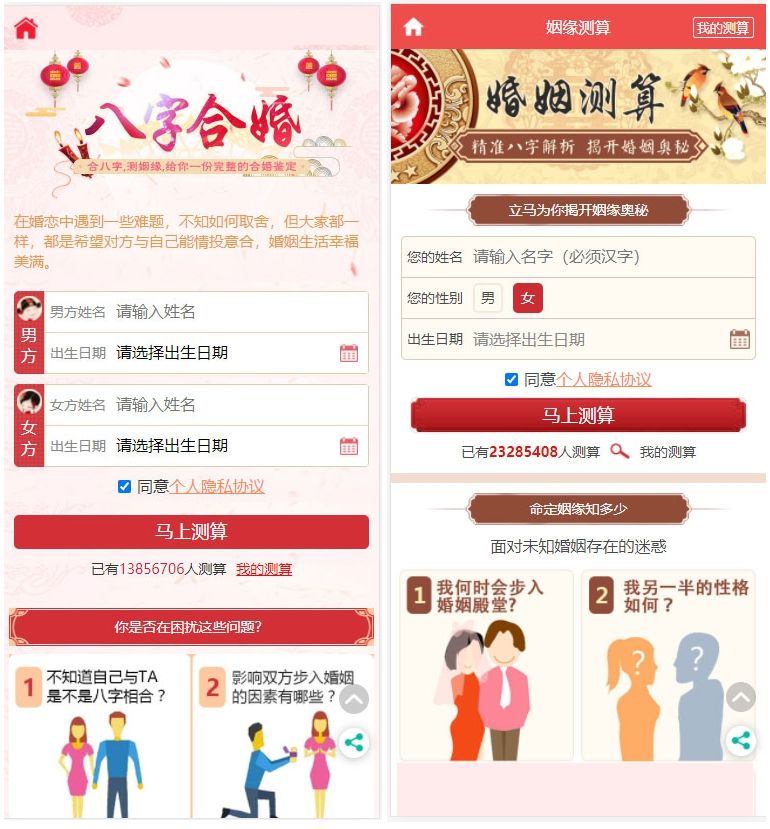 八字合婚
合八字,测姻缘,给你一份完整的合婚鉴定
在婚恋中遇到一些难题，不知如何取舍，但大家都一
样，都是希望对方与自己能情投意合，婚姻生活幸福
美满。
男方
男方姓名 请输入姓名
出生日期 请选择出生日期
女方
女方姓名 请输入姓名
出生日期 请选择出生日期
同意个人隐私协议
马上测算
已有13856706人测算 我的测算
你是否在困扰这些问题?
1 不知道自己与TA
是不是八字相合？
2 影响双方步入婚姻
的因素有哪些？
姻缘测算
我的测算
婚姻测算
精准八字解析 揭开婚姻奥秘
立马为你揭开姻缘奥秘
您的姓名 请输入名字（必须汉字）
您的性别 男 女
出生日期 请选择出生日期
同意个人隐私协议
马上测算
已有23285408人测算 我的测算
命定姻缘知多少
面对未知婚姻存在的迷惑
1 我何时会步入
婚姻殿堂?
2 我另一半的性格
如何？
? ?